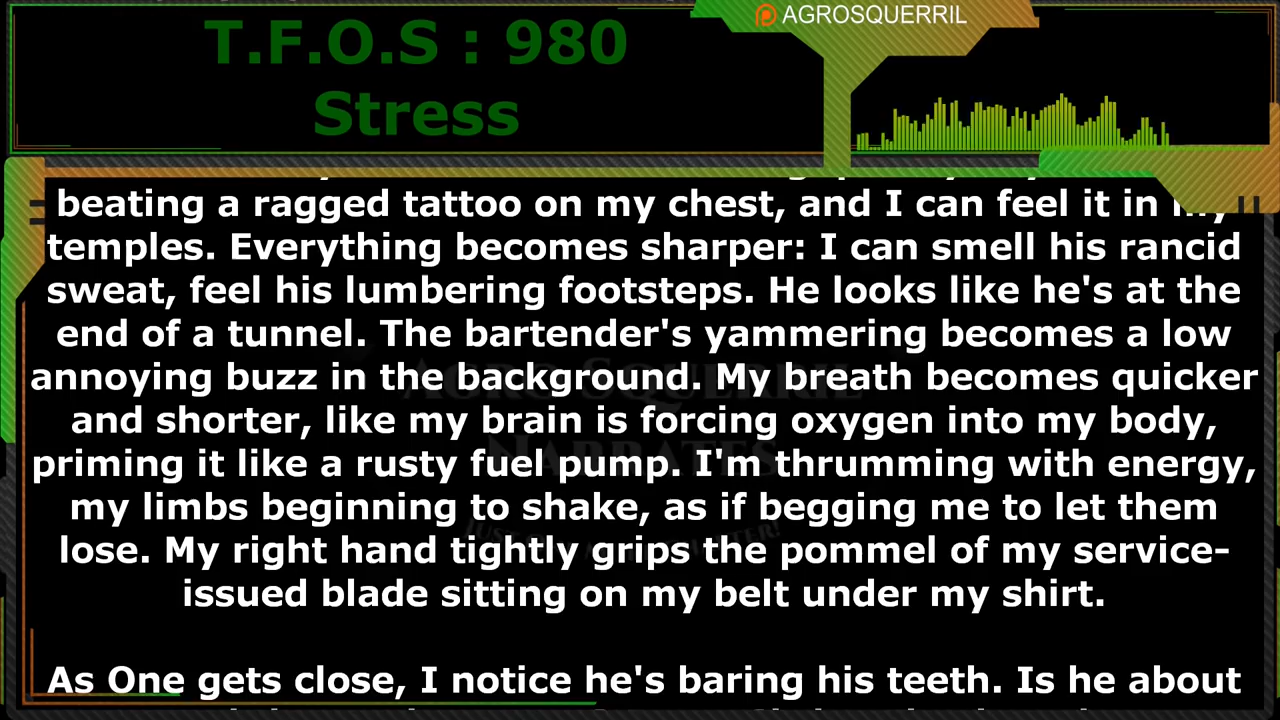 AGROSQUERRIL
T.F.O.S : 980
Stress
beating a ragged tattoo on my chest, and I can feel it in my
temples. Everything becomes sharper: I can smell his rancid
sweat, feel his lumbering footsteps. He looks like he's at the
end of a tunnel. The bartender's yammering becomes a low
annoying buzz in the background. My breath becomes quicker
and shorter, like my brain is forcing oxygen into my body,
priming it like a rusty fuel pump. I'm thrumming with energy,
my limbs beginning to shake, as if begging me to let them
lose. My right hand tightly grips the pommel of my service-
issued blade sitting on my belt under my shirt.
As One gets close, I notice he's baring his teeth. Is he about